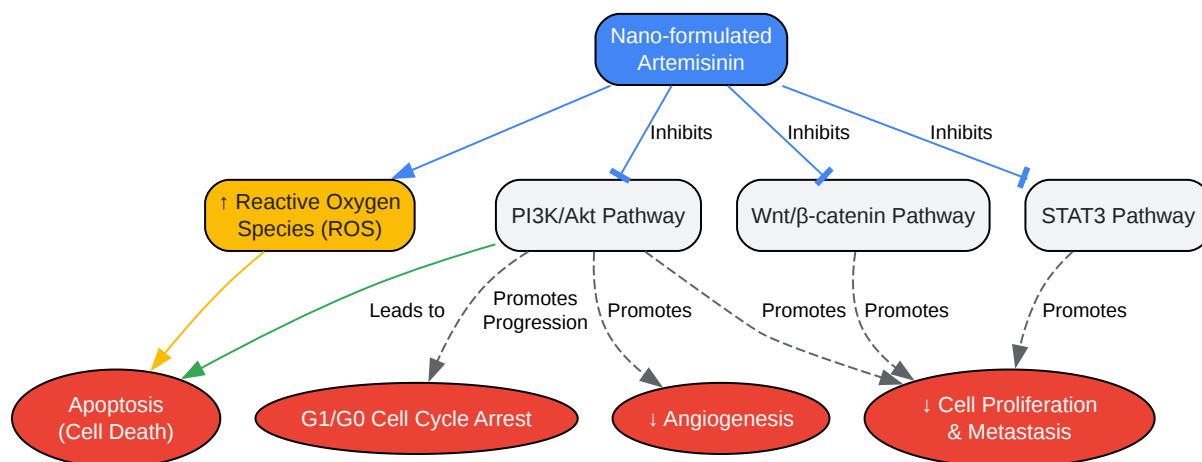 Nano-formulated
Artemisinin
Inhibits
Inhibits
Inhibits
↑ Reactive Oxygen
Species (ROS)
PI3K/Akt Pathway
Wnt/β-catenin Pathway
STAT3 Pathway
Leads to
Promotes
Progression
Promotes
Promotes
Promotes
Promotes
Apoptosis
(Cell Death)
G1/G0 Cell Cycle Arrest
↓ Angiogenesis
↓ Cell Proliferation
& Metastasis